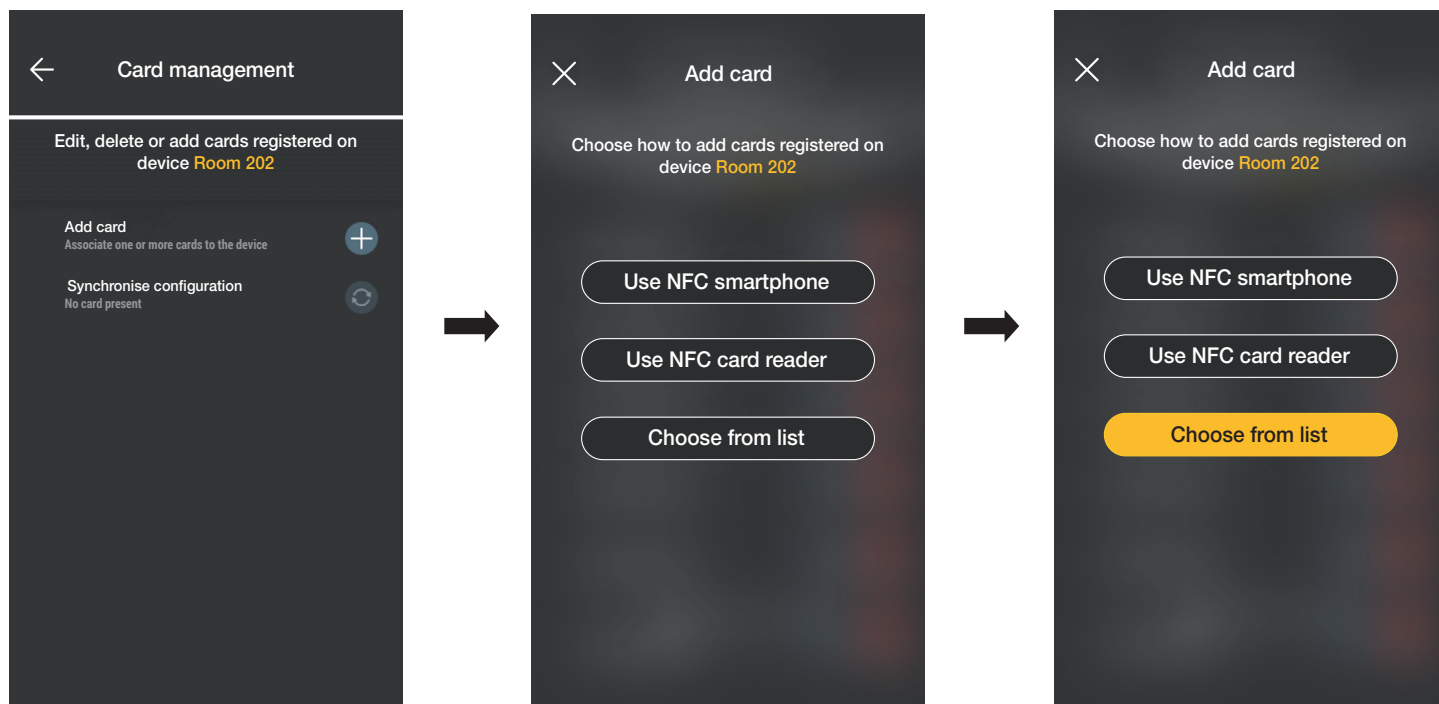 Card management
Edit, delete or add cards registered on
device Room 202
Add card
Associate one or more cards to the device
Synchronise configuration
No card present
Add card
Choose how to add cards registered on
device Room 202
Use NFC smartphone
Use NFC card reader
Choose from list
Add card
Choose how to add cards registered on
device Room 202
Use NFC smartphone
Use NFC card reader
Choose from list